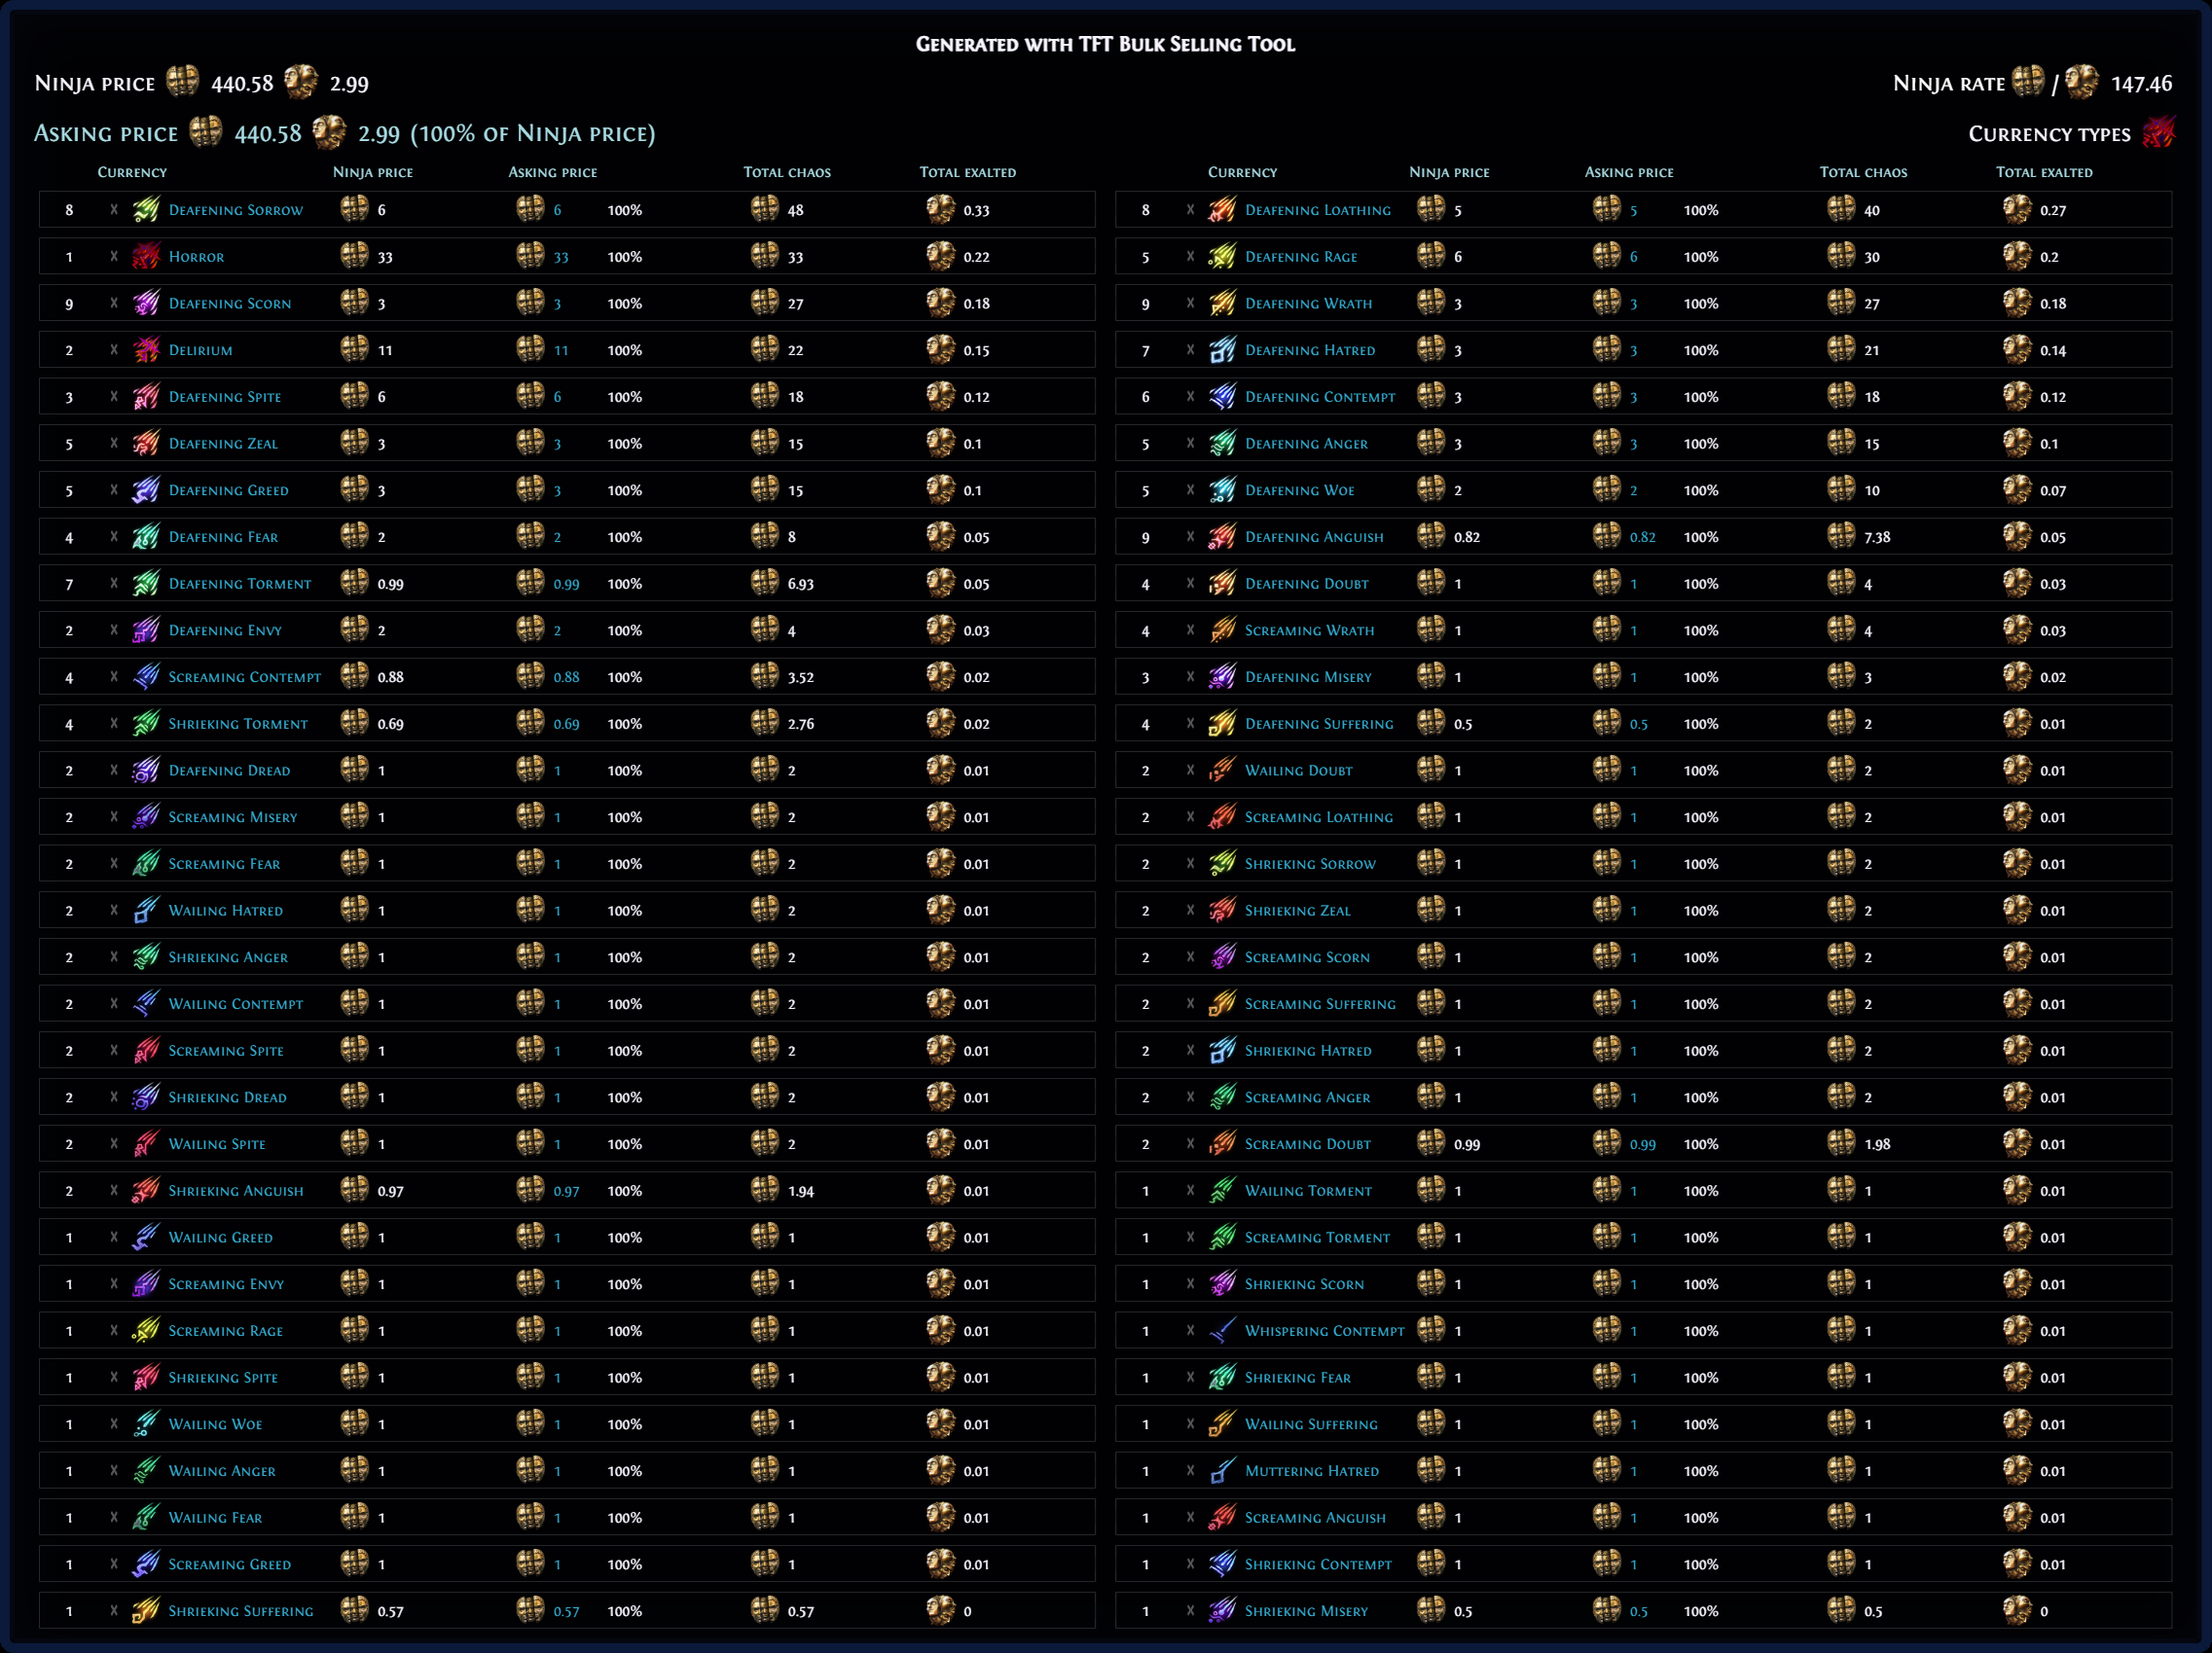 Generated with TFT Bulk Selling Tool
Ninja price 440.58 2.99 Ninja rate / 147.46
Asking price 440.58 2.99 (100% of Ninja price) Currency types
Currency Ninja price Asking price Total chaos Total exalted Currency Ninja price Asking price Total chaos Total exalted
8 x Deafening Sorrow 6 6 100% 48 0.33 8 x Deafening Loathing 5 5 100% 40 0.27
1 x Horror 33 33 100% 33 0.22 5 x Deafening Rage 6 6 100% 30 0.2
9 x Deafening Scorn 3 3 100% 27 0.18 9 x Deafening Wrath 3 3 100% 27 0.18
2 x Delirium 11 11 100% 22 0.15 7 x Deafening Hatred 3 3 100% 21 0.14
3 x Deafening Spite 6 6 100% 18 0.12 6 x Deafening Contempt 3 3 100% 18 0.12
5 x Deafening Zeal 3 3 100% 15 0.1 5 x Deafening Anger 3 3 100% 15 0.1
5 x Deafening Greed 3 3 100% 15 0.1 5 x Deafening Woe 2 2 100% 10 0.07
4 x Deafening Fear 2 2 100% 8 0.05 9 x Deafening Anguish 0.82 0.82 100% 7.38 0.05
7 x Deafening Torment 0.99 0.99 100% 6.93 0.05 4 x Deafening Doubt 1 1 100% 4 0.03
2 x Deafening Envy 2 2 100% 4 0.03 4 x Screaming Wrath 1 1 100% 4 0.03
4 x Screaming Contempt 0.88 0.88 100% 3.52 0.02 3 x Deafening Misery 1 1 100% 3 0.02
4 x Shrieking Torment 0.69 0.69 100% 2.76 0.02 4 x Deafening Suffering 0.5 0.5 100% 2 0.01
2 x Deafening Dread 1 1 100% 2 0.01 2 x Wailing Doubt 1 1 100% 2 0.01
2 x Screaming Misery 1 1 100% 2 0.01 2 x Screaming Loathing 1 1 100% 2 0.01
2 x Screaming Fear 1 1 100% 2 0.01 2 x Shrieking Sorrow 1 1 100% 2 0.01
2 x Wailing Hatred 1 1 100% 2 0.01 2 x Shrieking Zeal 1 1 100% 2 0.01
2 x Shrieking Anger 1 1 100% 2 0.01 2 x Screaming Scorn 1 1 100% 2 0.01
2 x Wailing Contempt 1 1 100% 2 0.01 2 x Screaming Suffering 1 1 100% 2 0.01
2 x Screaming Spite 1 1 100% 2 0.01 2 x Shrieking Hatred 1 1 100% 2 0.01
2 x Shrieking Dread 1 1 100% 2 0.01 2 x Screaming Anger 1 1 100% 2 0.01
2 x Wailing Spite 1 1 100% 2 0.01 2 x Screaming Doubt 0.99 0.99 100% 1.98 0.01
2 x Shrieking Anguish 0.97 0.97 100% 1.94 0.01 1 x Wailing Torment 1 1 100% 1 0.01
1 x Wailing Greed 1 1 100% 1 0.01 1 x Screaming Torment 1 1 100% 1 0.01
1 x Screaming Envy 1 1 100% 1 0.01 1 x Shrieking Scorn 1 1 100% 1 0.01
1 x Screaming Rage 1 1 100% 1 0.01 1 x Whispering Contempt 1 1 100% 1 0.01
1 x Shrieking Spite 1 1 100% 1 0.01 1 x Shrieking Fear 1 1 100% 1 0.01
1 x Wailing Woe 1 1 100% 1 0.01 1 x Wailing Suffering 1 1 100% 1 0.01
1 x Wailing Anger 1 1 100% 1 0.01 1 x Muttering Hatred 1 1 100% 1 0.01
1 x Wailing Fear 1 1 100% 1 0.01 1 x Screaming Anguish 1 1 100% 1 0.01
1 x Screaming Greed 1 1 100% 1 0.01 1 x Shrieking Contempt 1 1 100% 1 0.01
1 x Shrieking Suffering 0.57 0.57 100% 0.57 0 1 x Shrieking Misery 0.5 0.5 100% 0.5 0